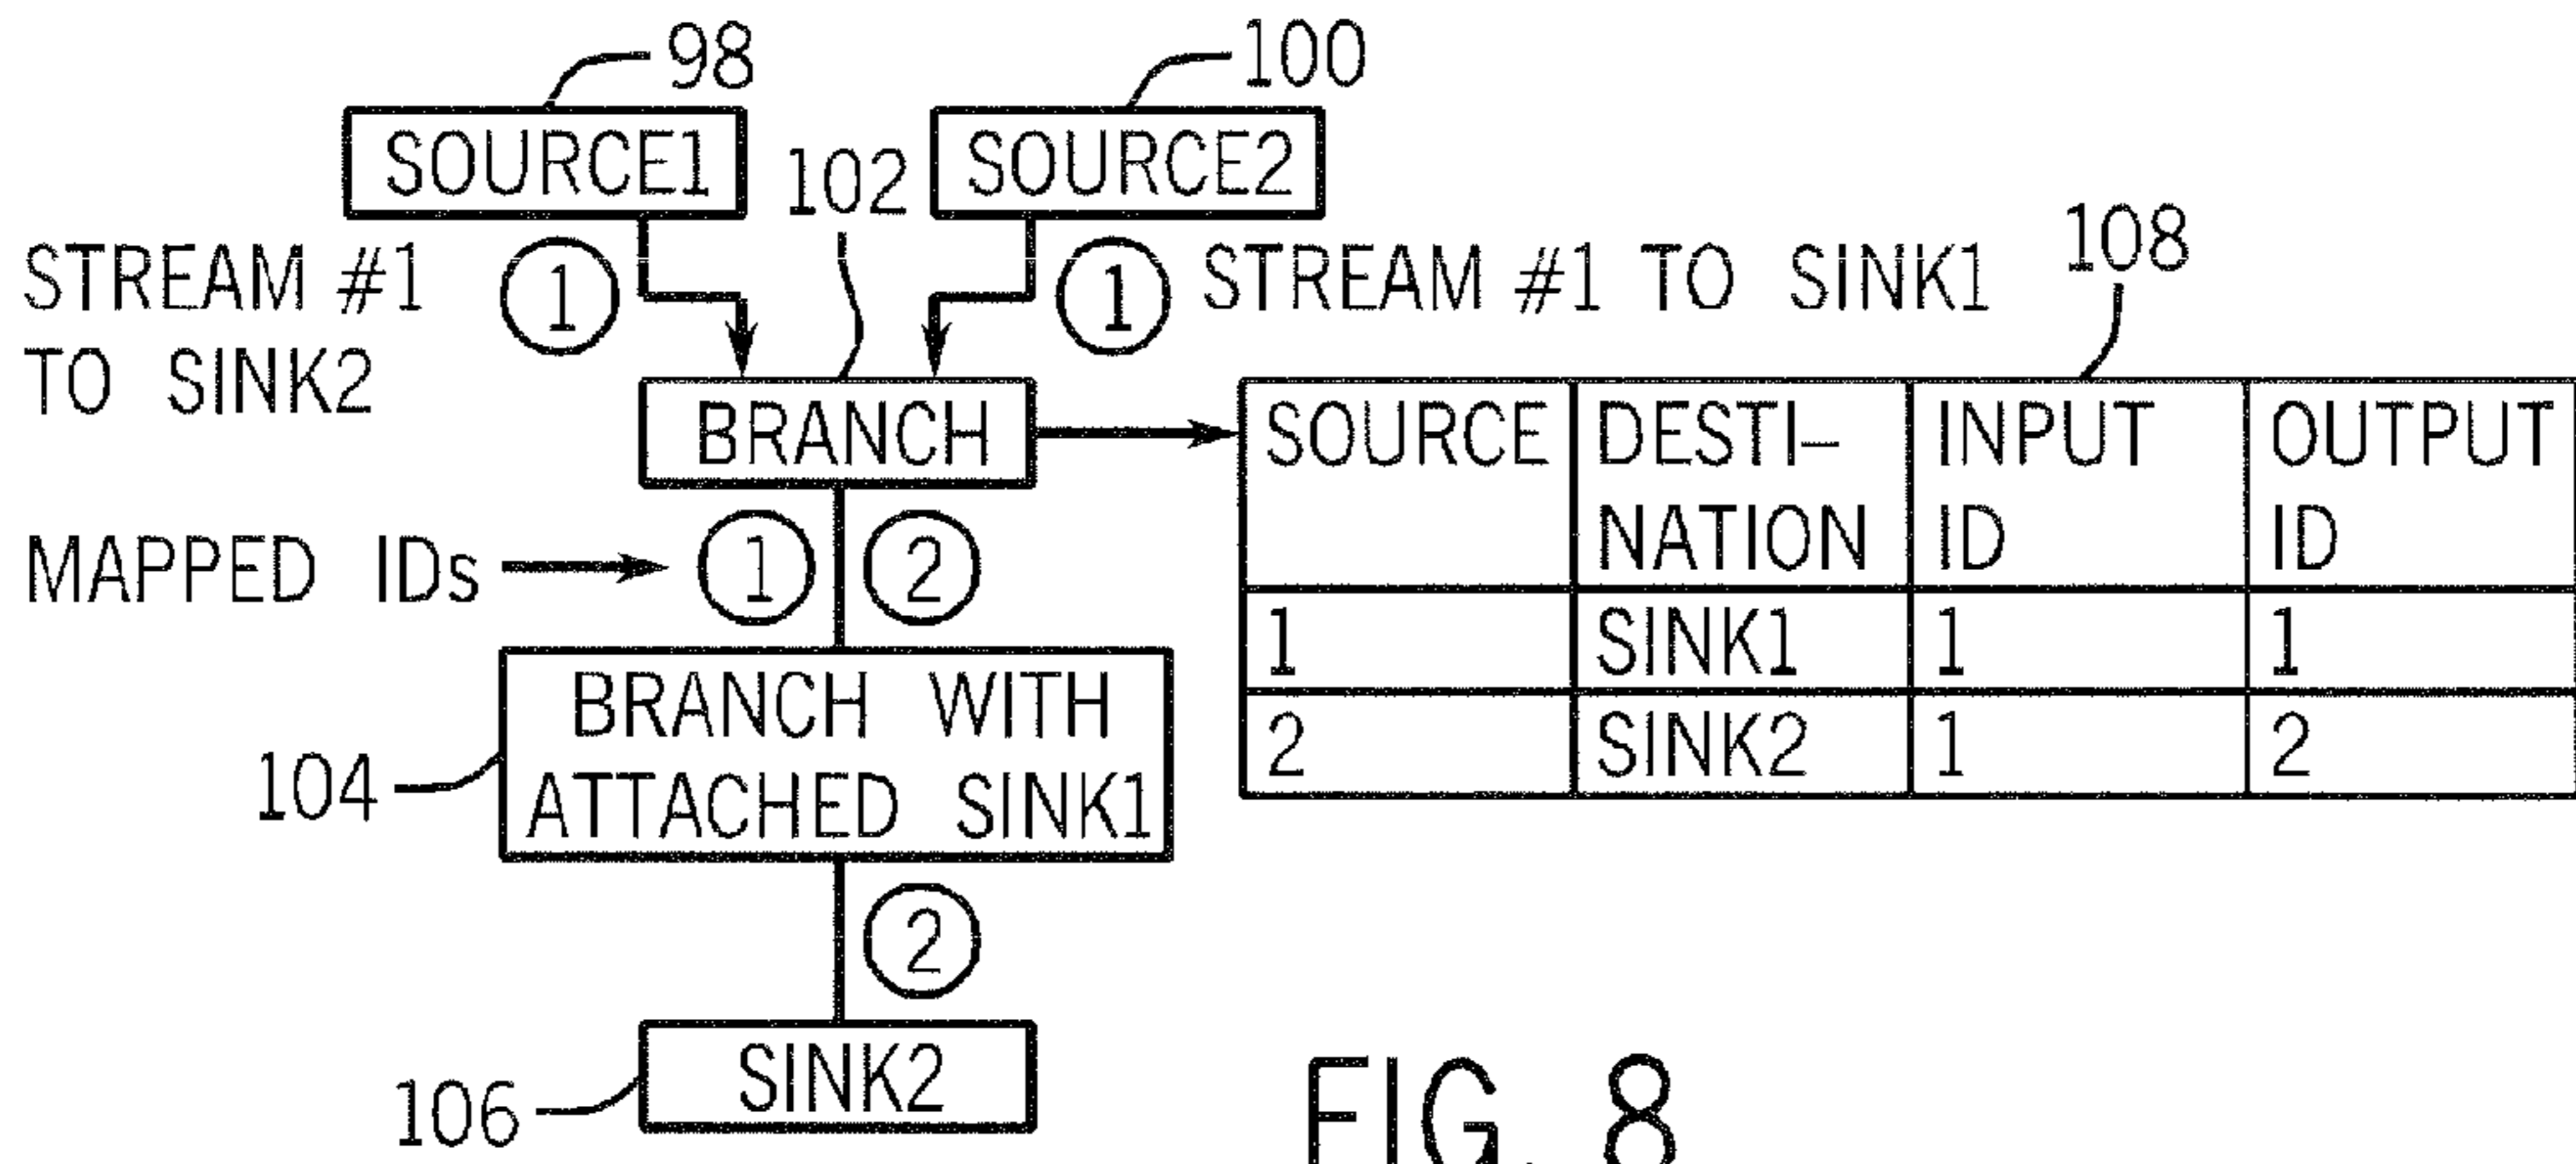 98
100
SOURCE1
102
SOURCE2
STREAM #1
TO SINK2
1
1
STREAM #1 TO SINK1
108
BRANCH
SOURCE DESTI– INPUT OUTPUT
NATION ID ID
MAPPED IDs
1 2
1 SINK1 1 1
2 SINK2 1 2
104
BRANCH WITH
ATTACHED SINK1
2
106
SINK2
FIG. 8